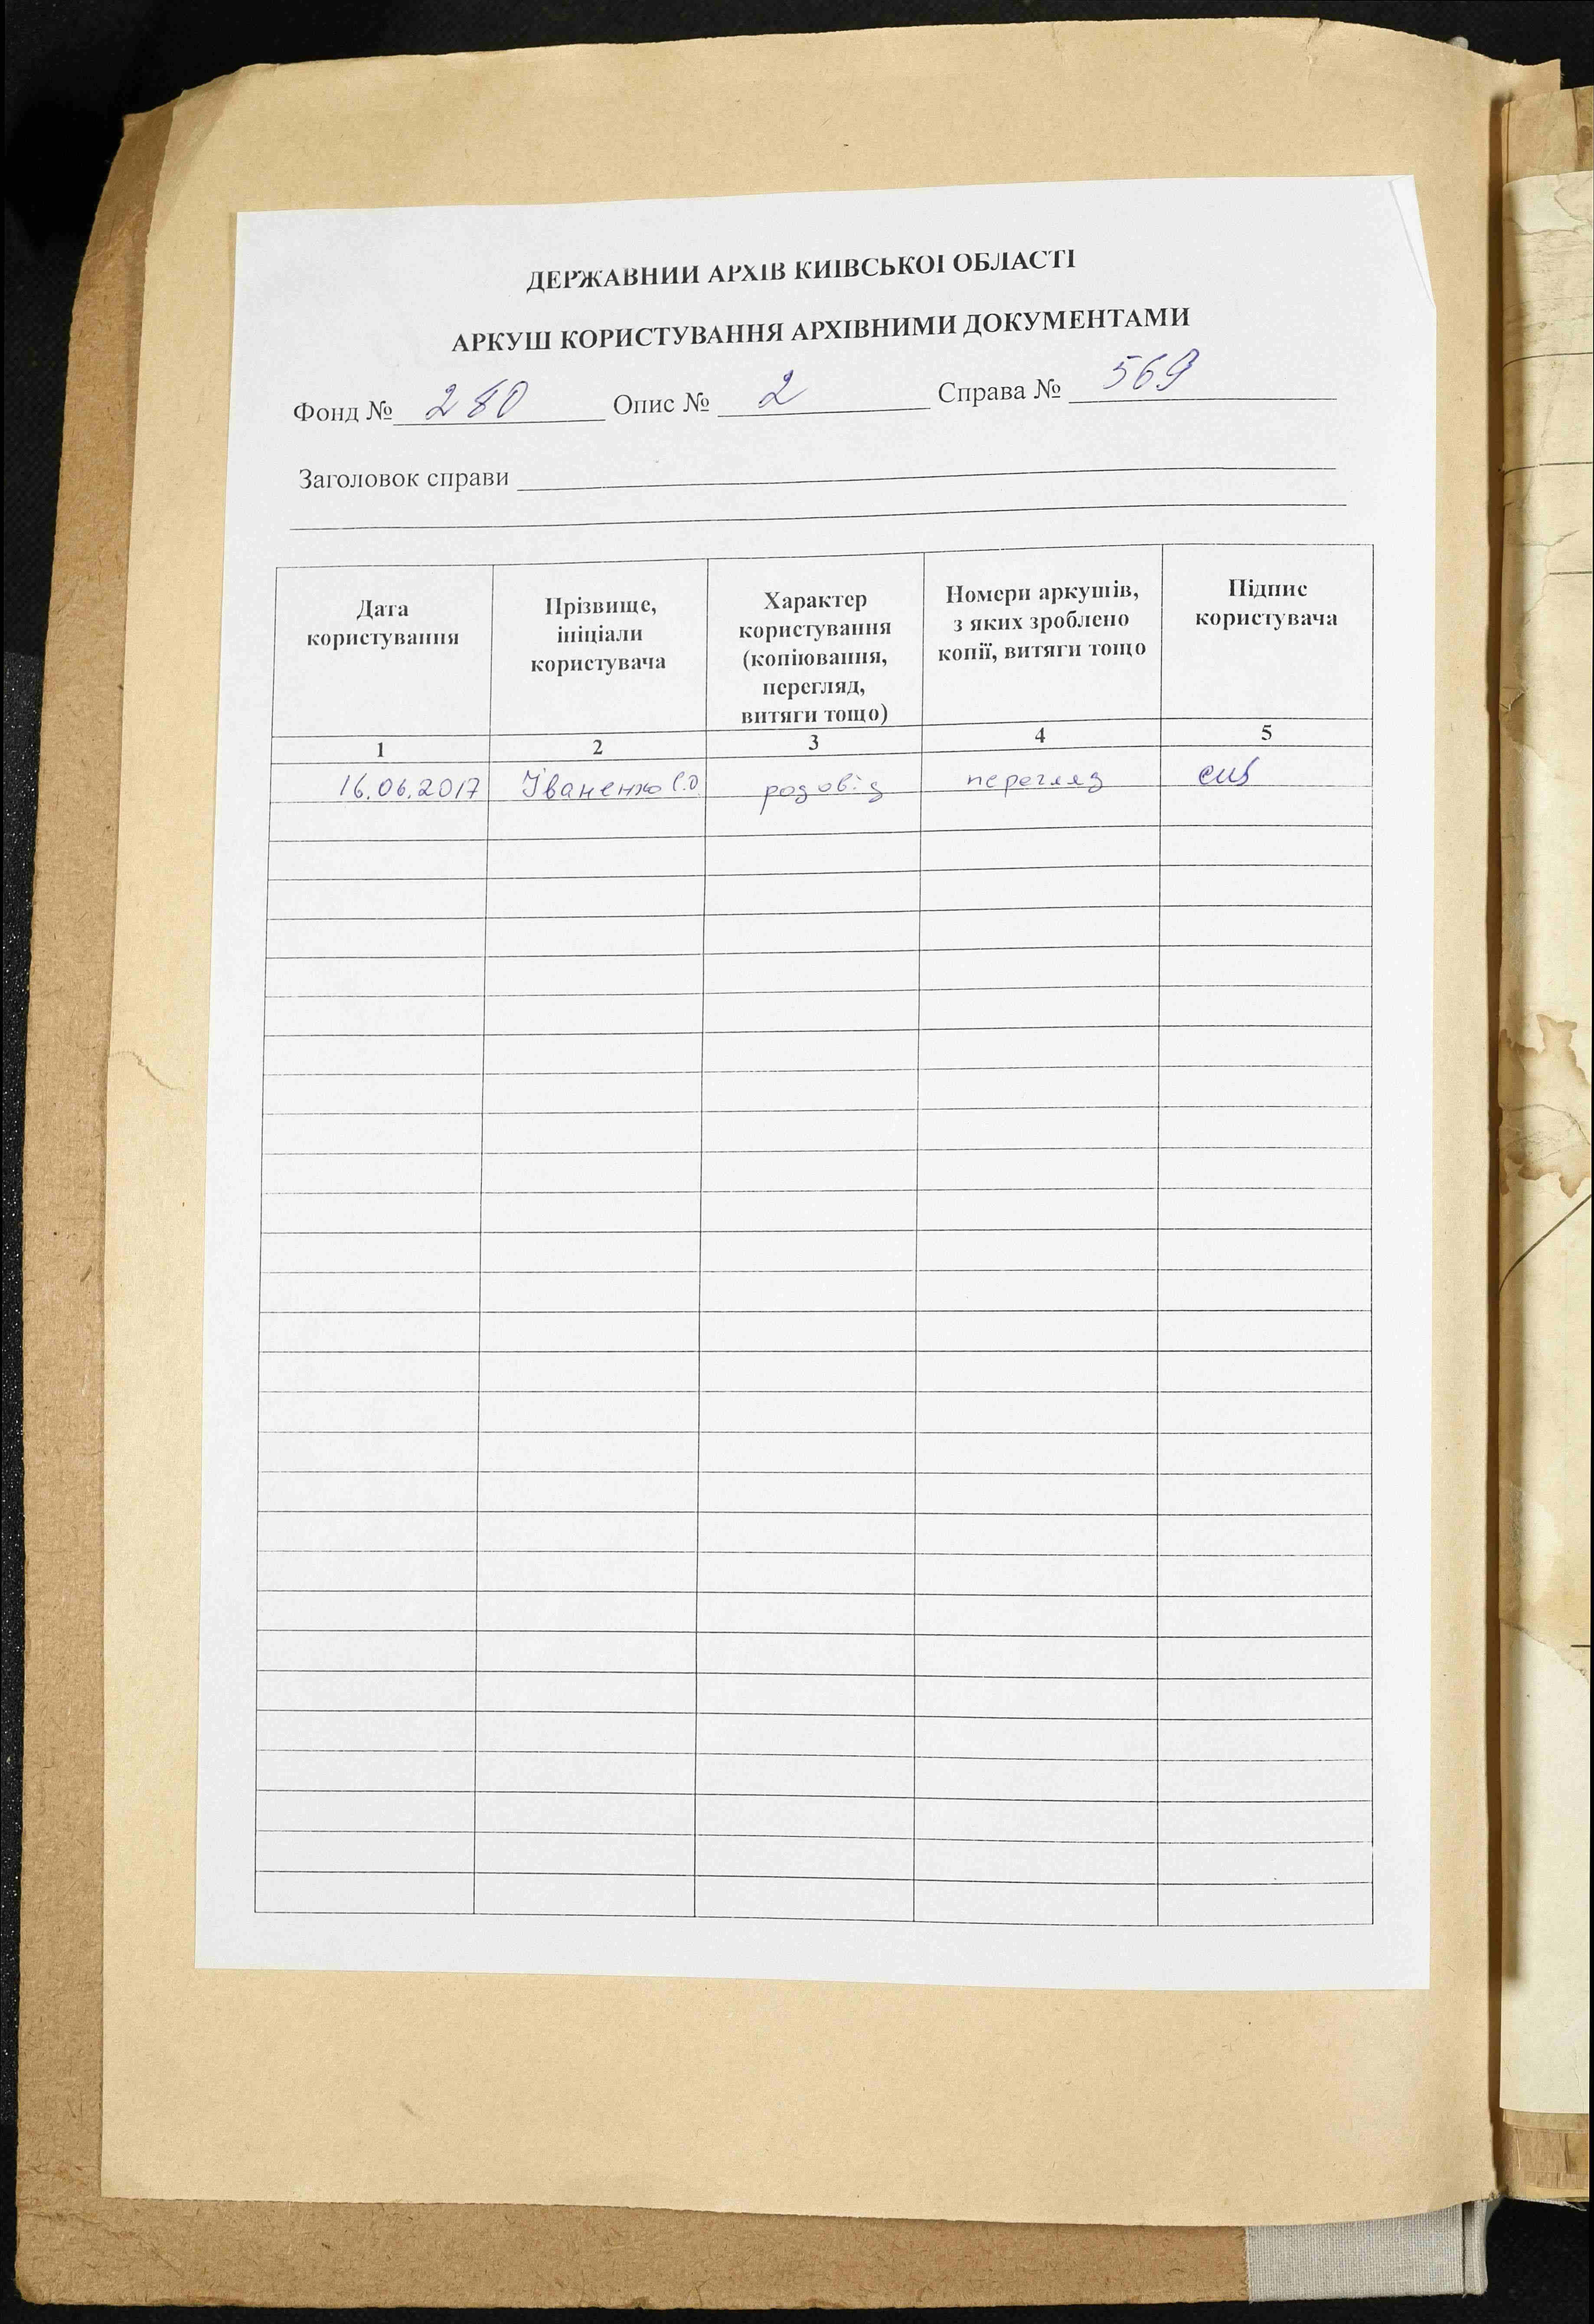 ДЕРЖАВНИЙ АРХІВ КИЇВСЬКОЇ ОБЛАСТІ
АРКУШ КОРИСТУВАННЯ АРХІВНИМИ ДОКУМЕНТАМИ
Фонд № 280 Опис № 2 Справа № 569
Заголовок справи
Дата
користування
Прізвище,
ініціали
користувача
Характер
користування
(копіювання,
перегляд,
витяги тощо)
Номери аркушів,
з яких зроблено
копії, витяги тощо
Підпис
користувача
1 2 3 4 5
16.06.2017 Іваненко С.О. родовід перегляд